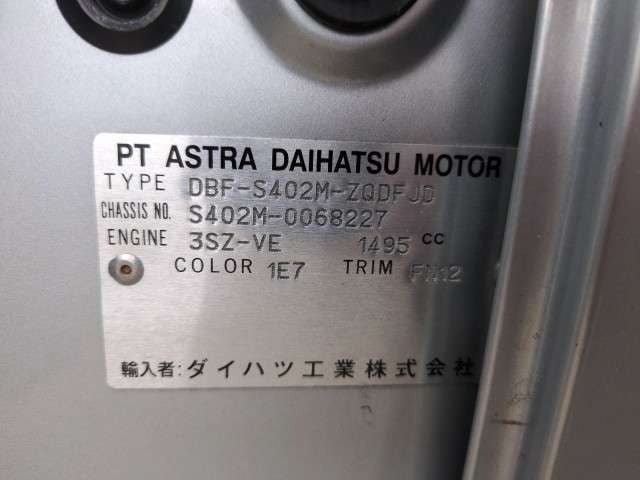 PT ASTRA DAIHATSU MOTOR
TYPE DBF-S402M-ZQDFJD
CHASSIS NO. S402M-0068227
ENGINE 3SZ-VE 1495 cc
COLOR 1E7 TRIM FN12
輸入者:ダイハツ工業株式会社